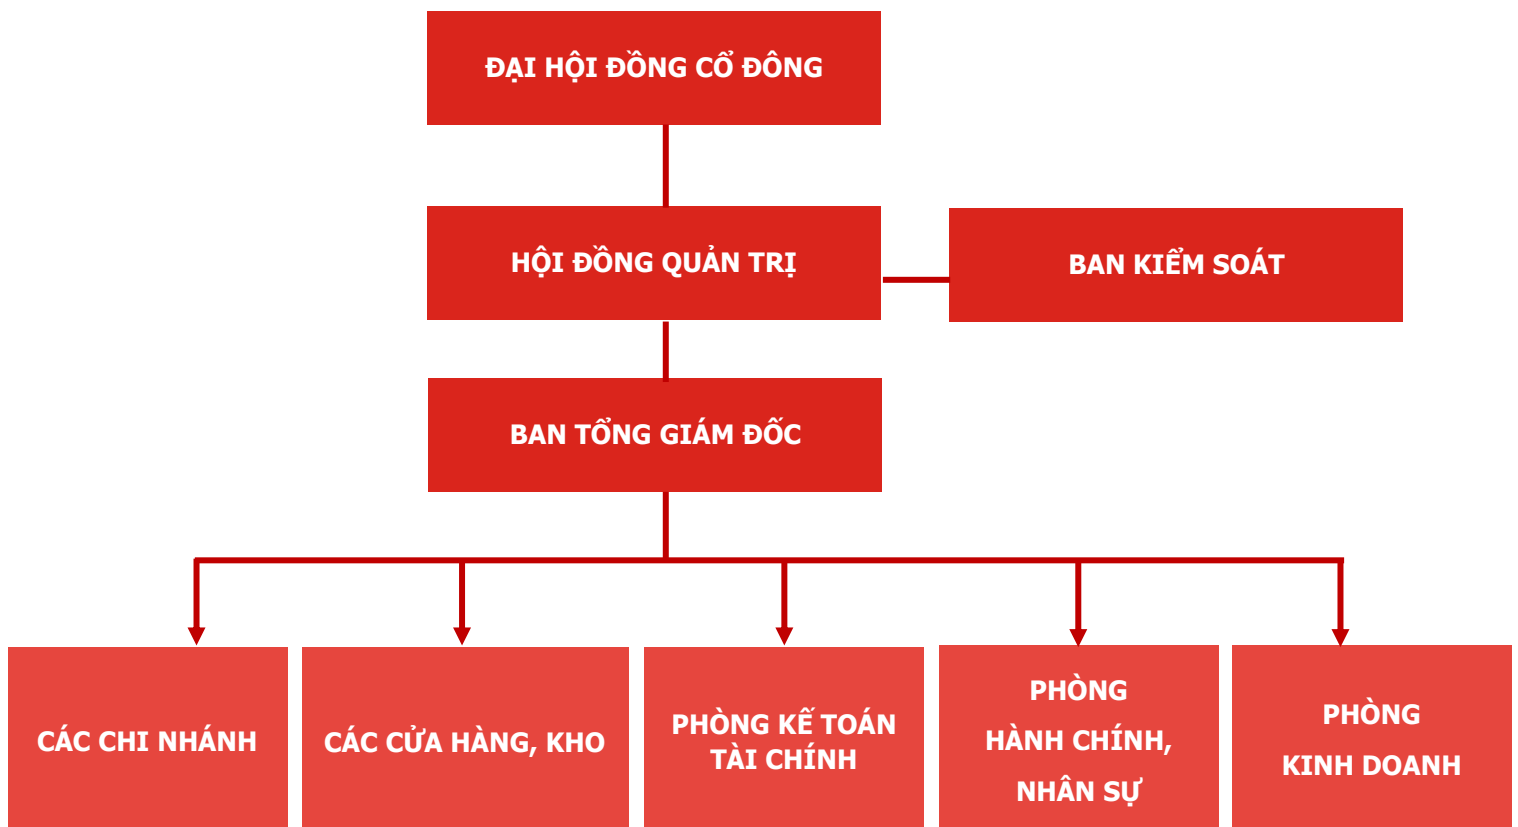 ĐẠI HỘI ĐỒNG CỔ ĐÔNG
HỘI ĐỒNG QUẢN TRỊ
BAN KIỂM SOÁT
BAN TỔNG GIÁM ĐỐC
CÁC CHI NHÁNH
CÁC CỬA HÀNG, KHO
PHÒNG KẾ TOÁN
TÀI CHÍNH
PHÒNG
HÀNH CHÍNH,
NHÂN SỰ
PHÒNG
KINH DOANH